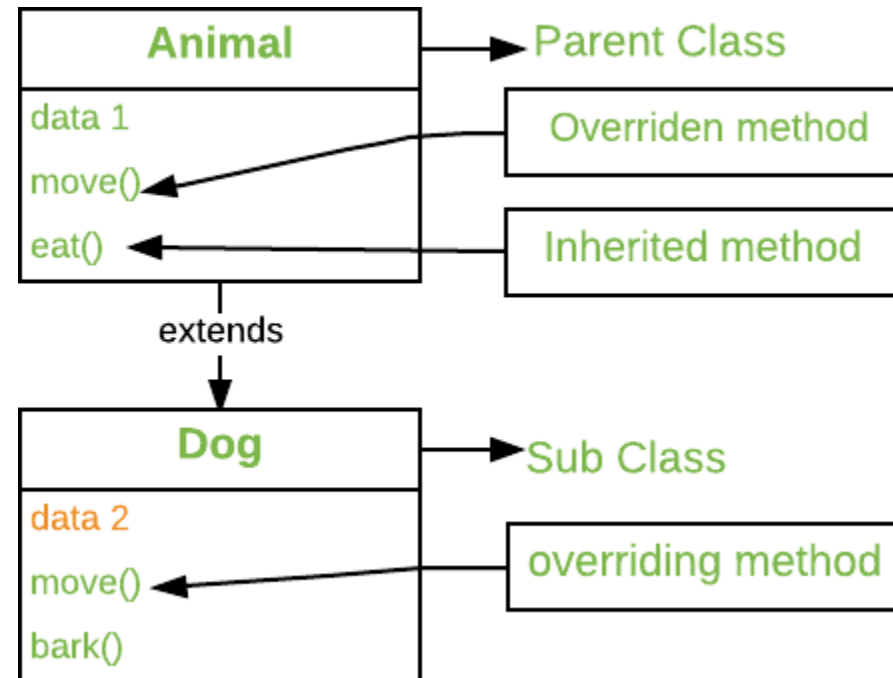 Animal
Parent Class
data 1
Overriden method
move()
eat()
Inherited method
extends
Dog
Sub Class
data 2
move()
overriding method
bark()